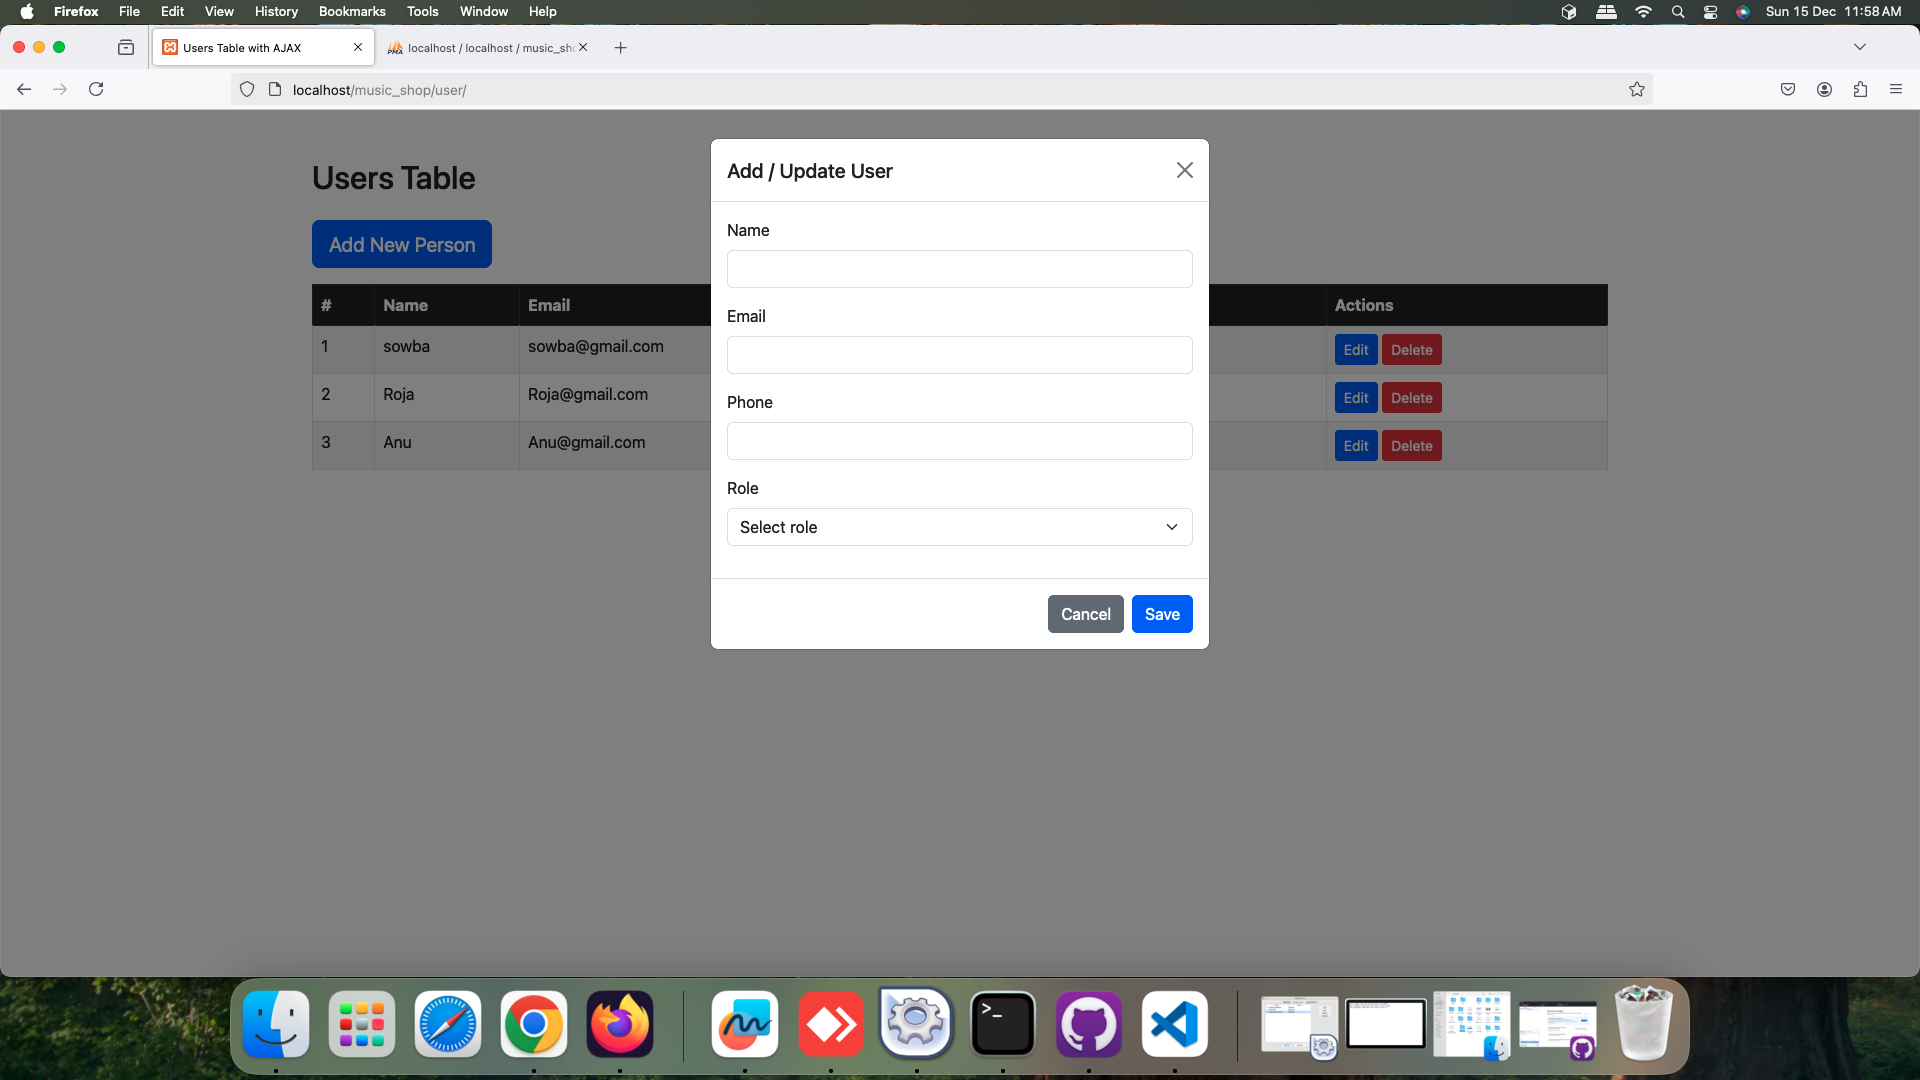 Firefox File Edit View History Bookmarks Tools Window Help Sun 15 Dec 11:58 AM
Users Table with AJAX localhost / localhost / music_sh
localhost/music_shop/user/
Users Table
Add New Person
# Name Email Actions
1 sowba sowba@gmail.com Edit Delete
2 Roja Roja@gmail.com Edit Delete
3 Anu Anu@gmail.com Edit Delete
Add / Update User
Name
Email
Phone
Role
Select role
Cancel Save